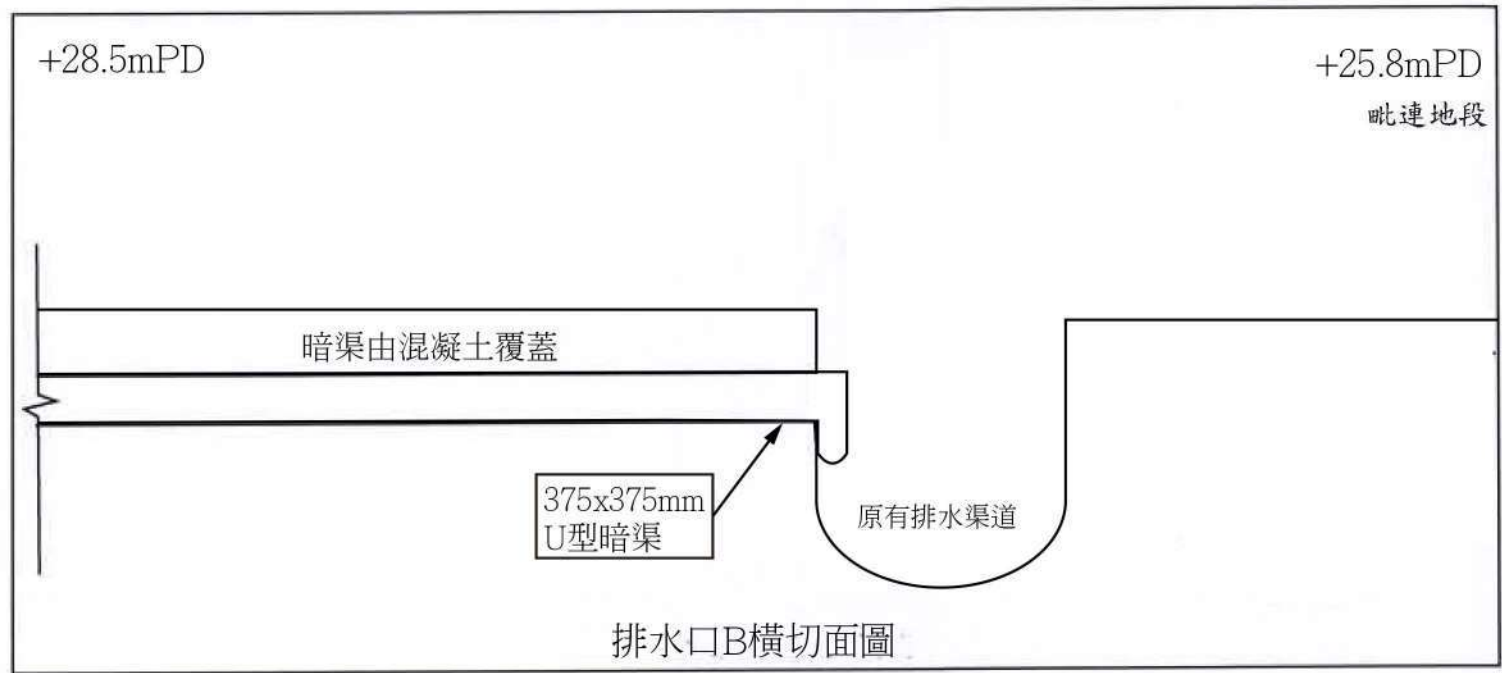 +28.5mPD
+25.8mPD
毗連地段
暗渠由混凝土覆蓋
375x375mm
U型暗渠
原有排水渠道
排水口B橫切面圖